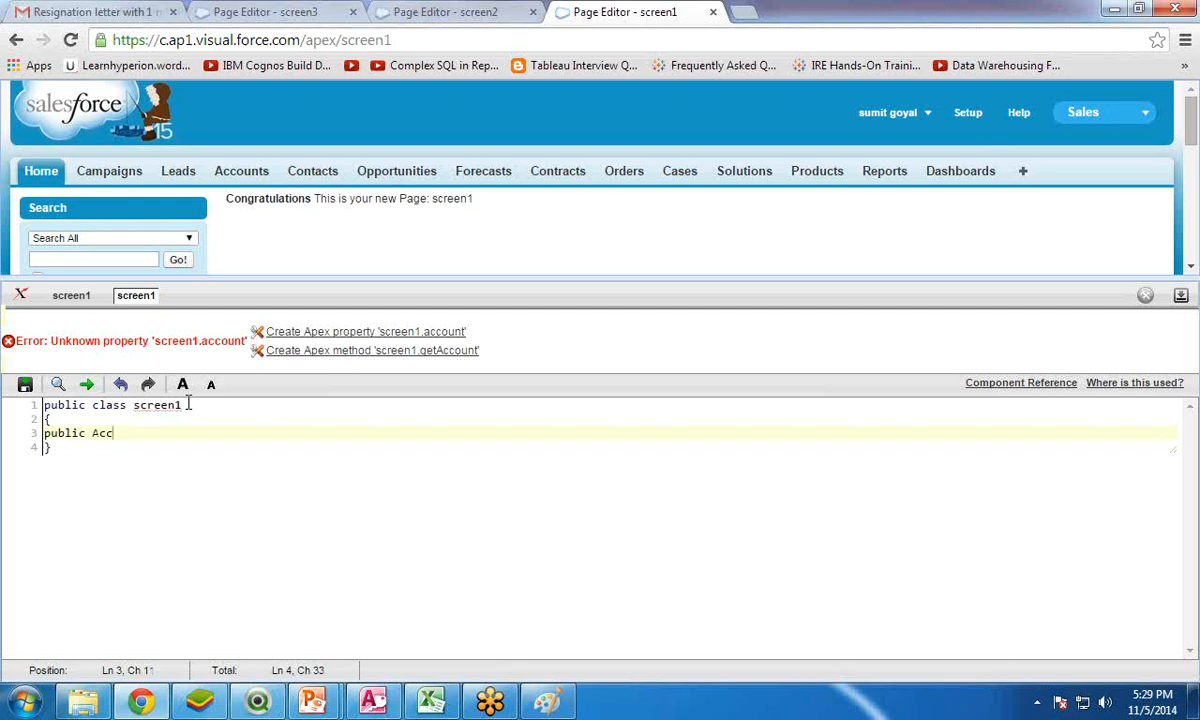 Resignation letter with 1 n
Page Editor - screen3
Page Editor - screen2
Page Editor - screen1
https://c.ap1.visual.force.com/apex/screen1
Apps
Learnhyperion.word...
IBM Cognos Build D...
Complex SQL in Rep...
Tableau Interview Q...
Frequently Asked Q...
IRE Hands-On Traini...
Data Warehousing F...
»
salesforce
15
sumit goyal
Setup
Help
Sales
Home
Campaigns
Leads
Accounts
Contacts
Opportunities
Forecasts
Contracts
Orders
Cases
Solutions
Products
Reports
Dashboards
+
Search
Congratulations This is your new Page: screen1
Search All
Go!
screen1
screen1
Error: Unknown property 'screen1.account'
Create Apex property 'screen1.account'
Create Apex method 'screen1.getAccount'
A
A
Component Reference
Where is this used?
1 public class screen1
2 {
3 public Acc
4 }
Position:
Ln 3, Ch 11
Total:
Ln 4, Ch 33
5:29 PM
11/5/2014